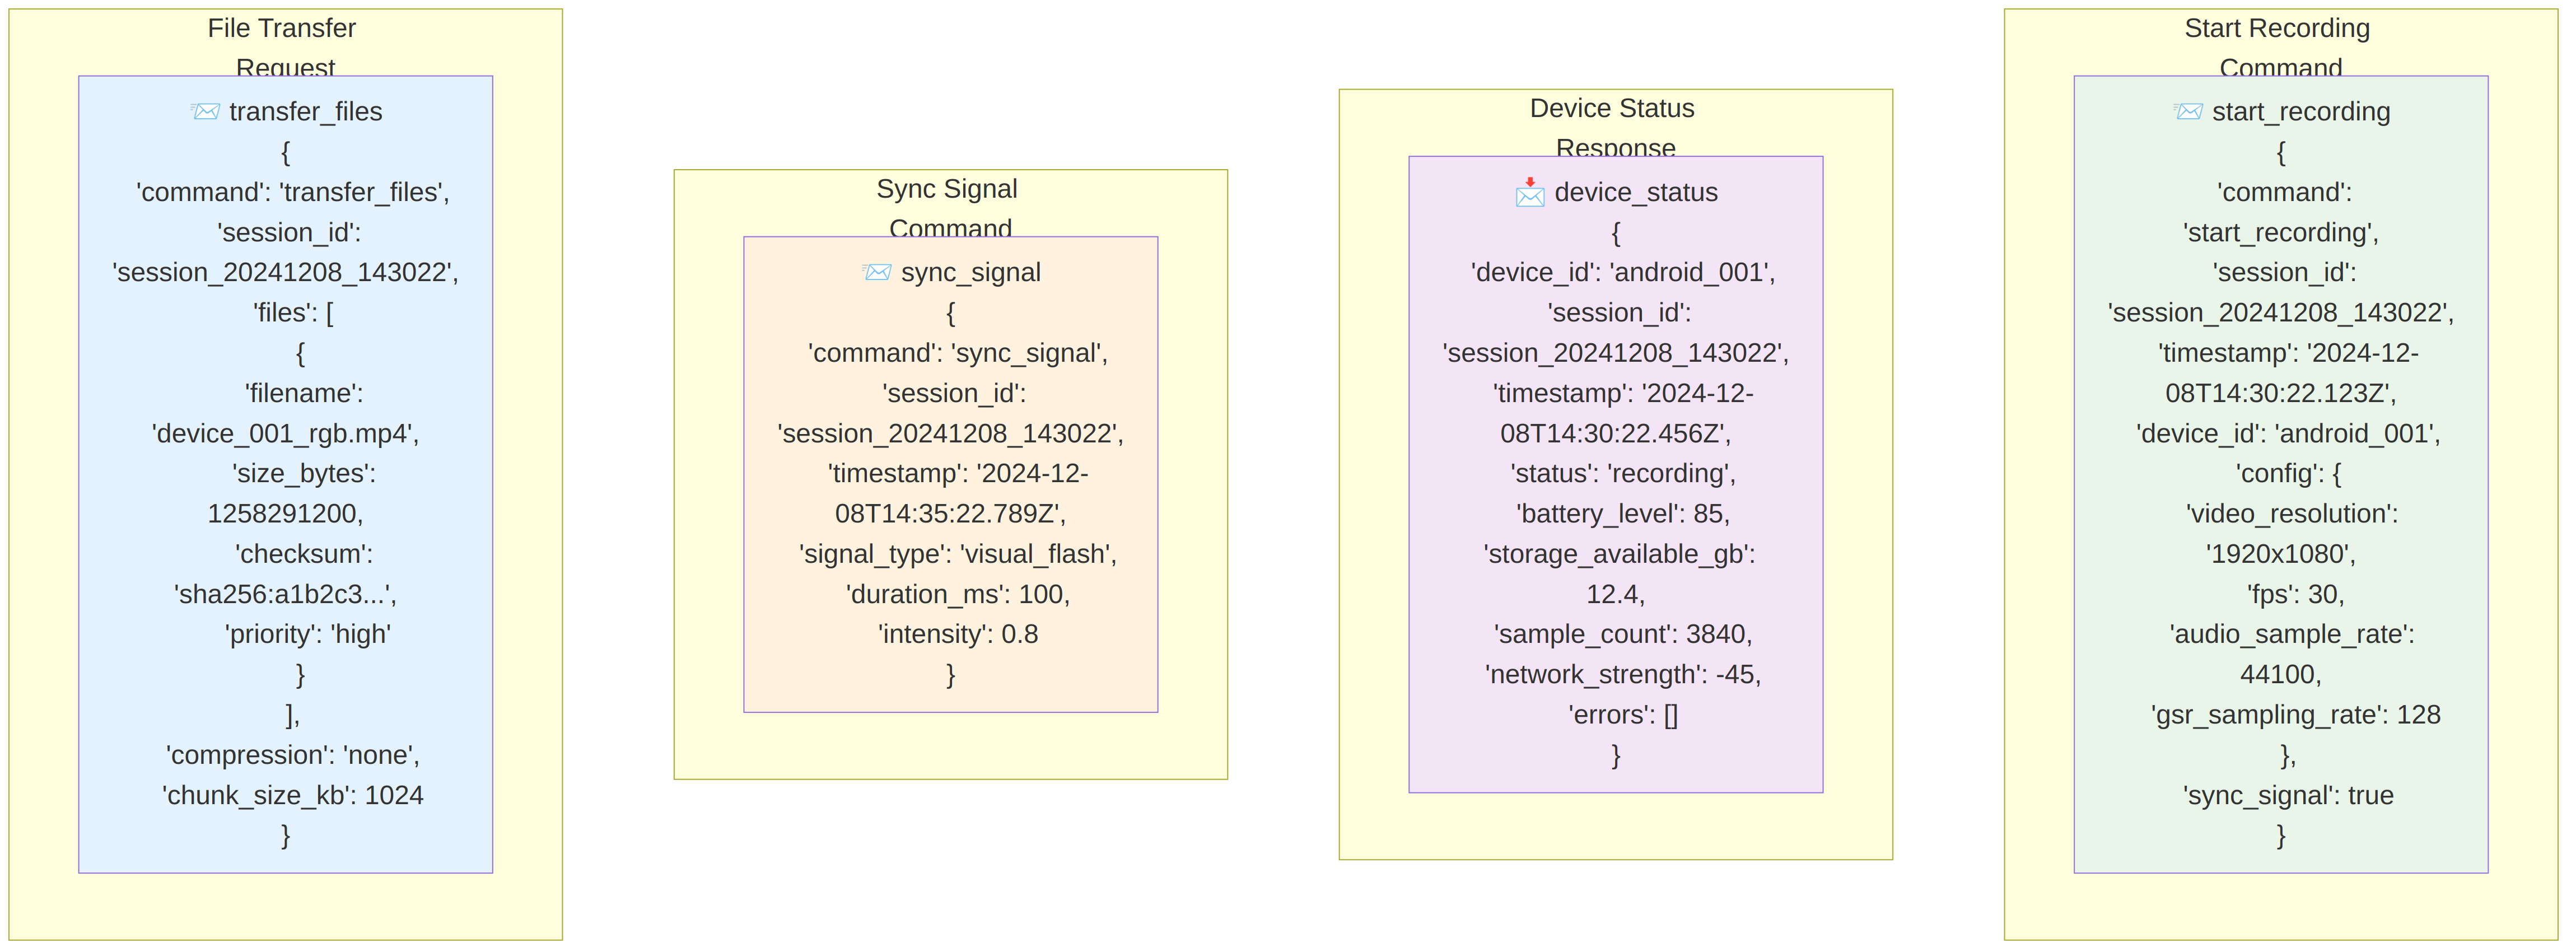 File Transfer
Request
📨 transfer_files
{
'command': 'transfer_files',
'session_id':
'session_20241208_143022',
'files': [
{
'filename':
'device_001_rgb.mp4',
'size_bytes':
1258291200,
'checksum':
'sha256:a1b2c3...',
'priority': 'high'
}
],
'compression': 'none',
'chunk_size_kb': 1024
}
Sync Signal
Command
📨 sync_signal
{
'command': 'sync_signal',
'session_id':
'session_20241208_143022',
'timestamp': '2024-12-
08T14:35:22.789Z',
'signal_type': 'visual_flash',
'duration_ms': 100,
'intensity': 0.8
}
Device Status
Response
📩 device_status
{
'device_id': 'android_001',
'session_id':
'session_20241208_143022',
'timestamp': '2024-12-
08T14:30:22.456Z',
'status': 'recording',
'battery_level': 85,
'storage_available_gb':
12.4,
'sample_count': 3840,
'network_strength': -45,
'errors': []
}
Start Recording
Command
📨 start_recording
{
'command':
'start_recording',
'session_id':
'session_20241208_143022',
'timestamp': '2024-12-
08T14:30:22.123Z',
'device_id': 'android_001',
'config': {
'video_resolution':
'1920x1080',
'fps': 30,
'audio_sample_rate':
44100,
'gsr_sampling_rate': 128
},
'sync_signal': true
}